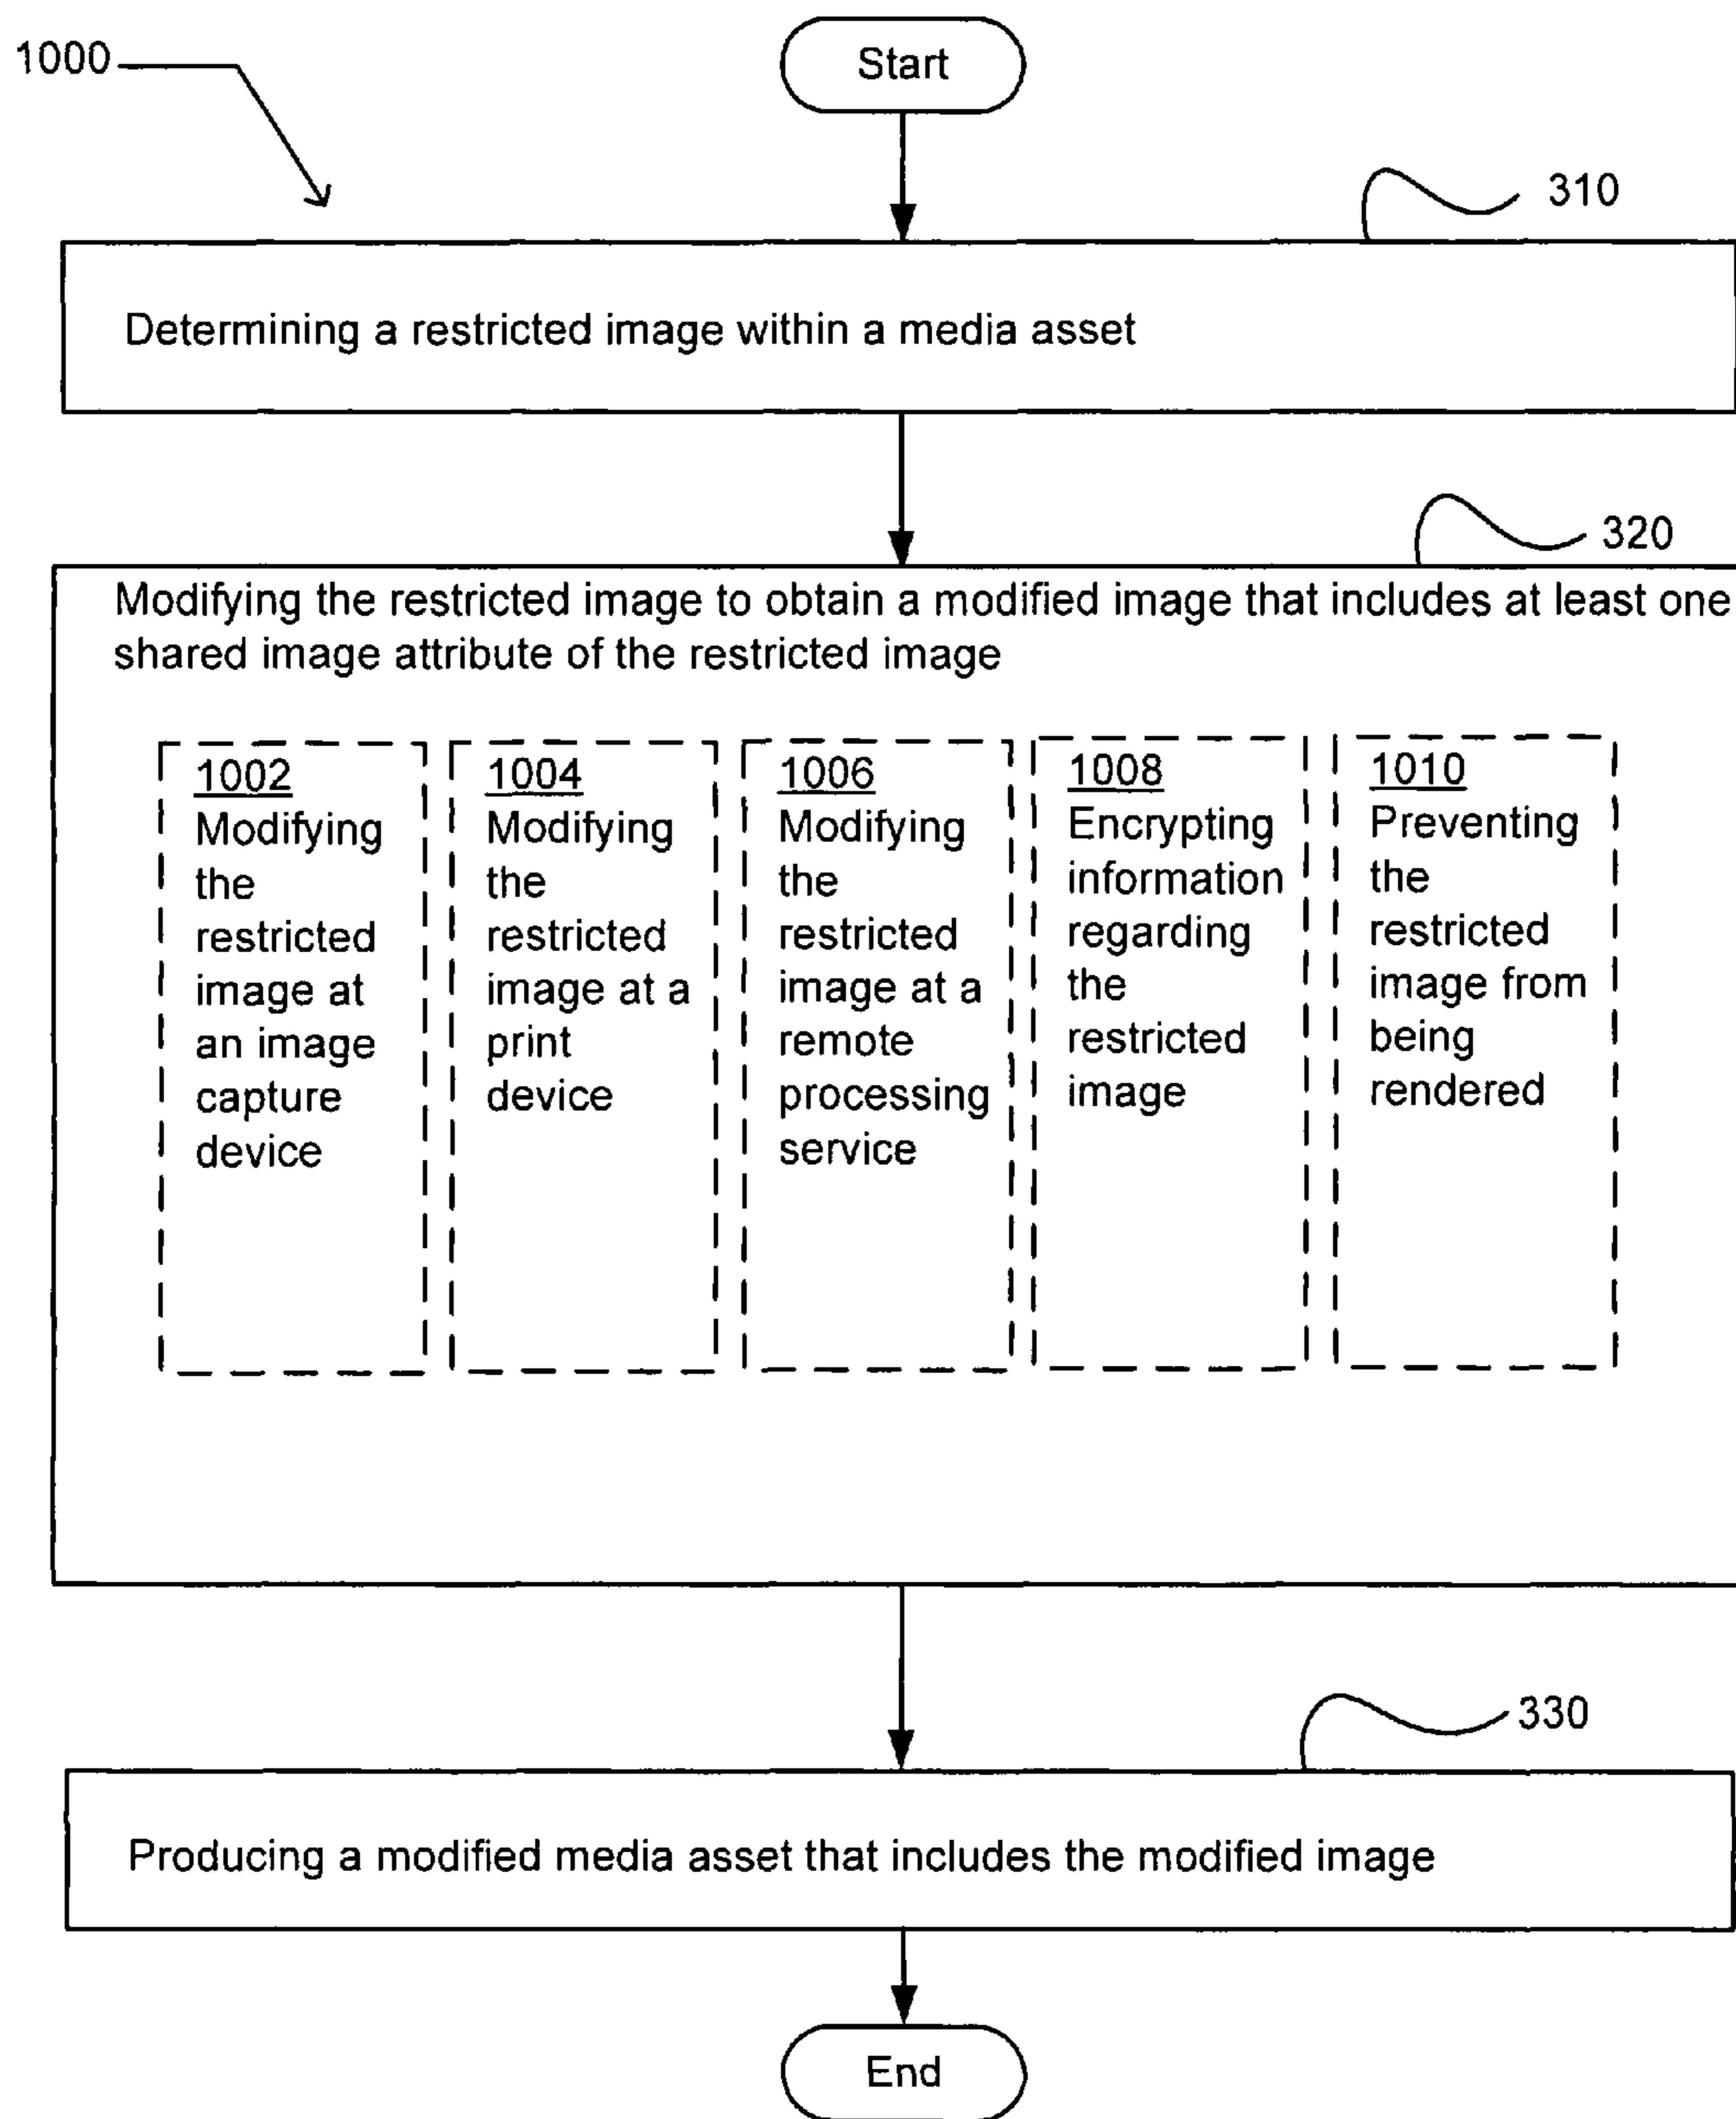 1000
Start
310
Determining a restricted image within a media asset
320
Modifying the restricted image to obtain a modified image that includes at least one
shared image attribute of the restricted image
1002
Modifying
the
restricted
image at
an image
capture
device
1004
Modifying
the
restricted
image at a
print
device
1006
Modifying
the
restricted
image at a
remote
processing
service
1008
Encrypting
information
regarding
the
restricted
image
1010
Preventing
the
restricted
image from
being
rendered
330
Producing a modified media asset that includes the modified image
End